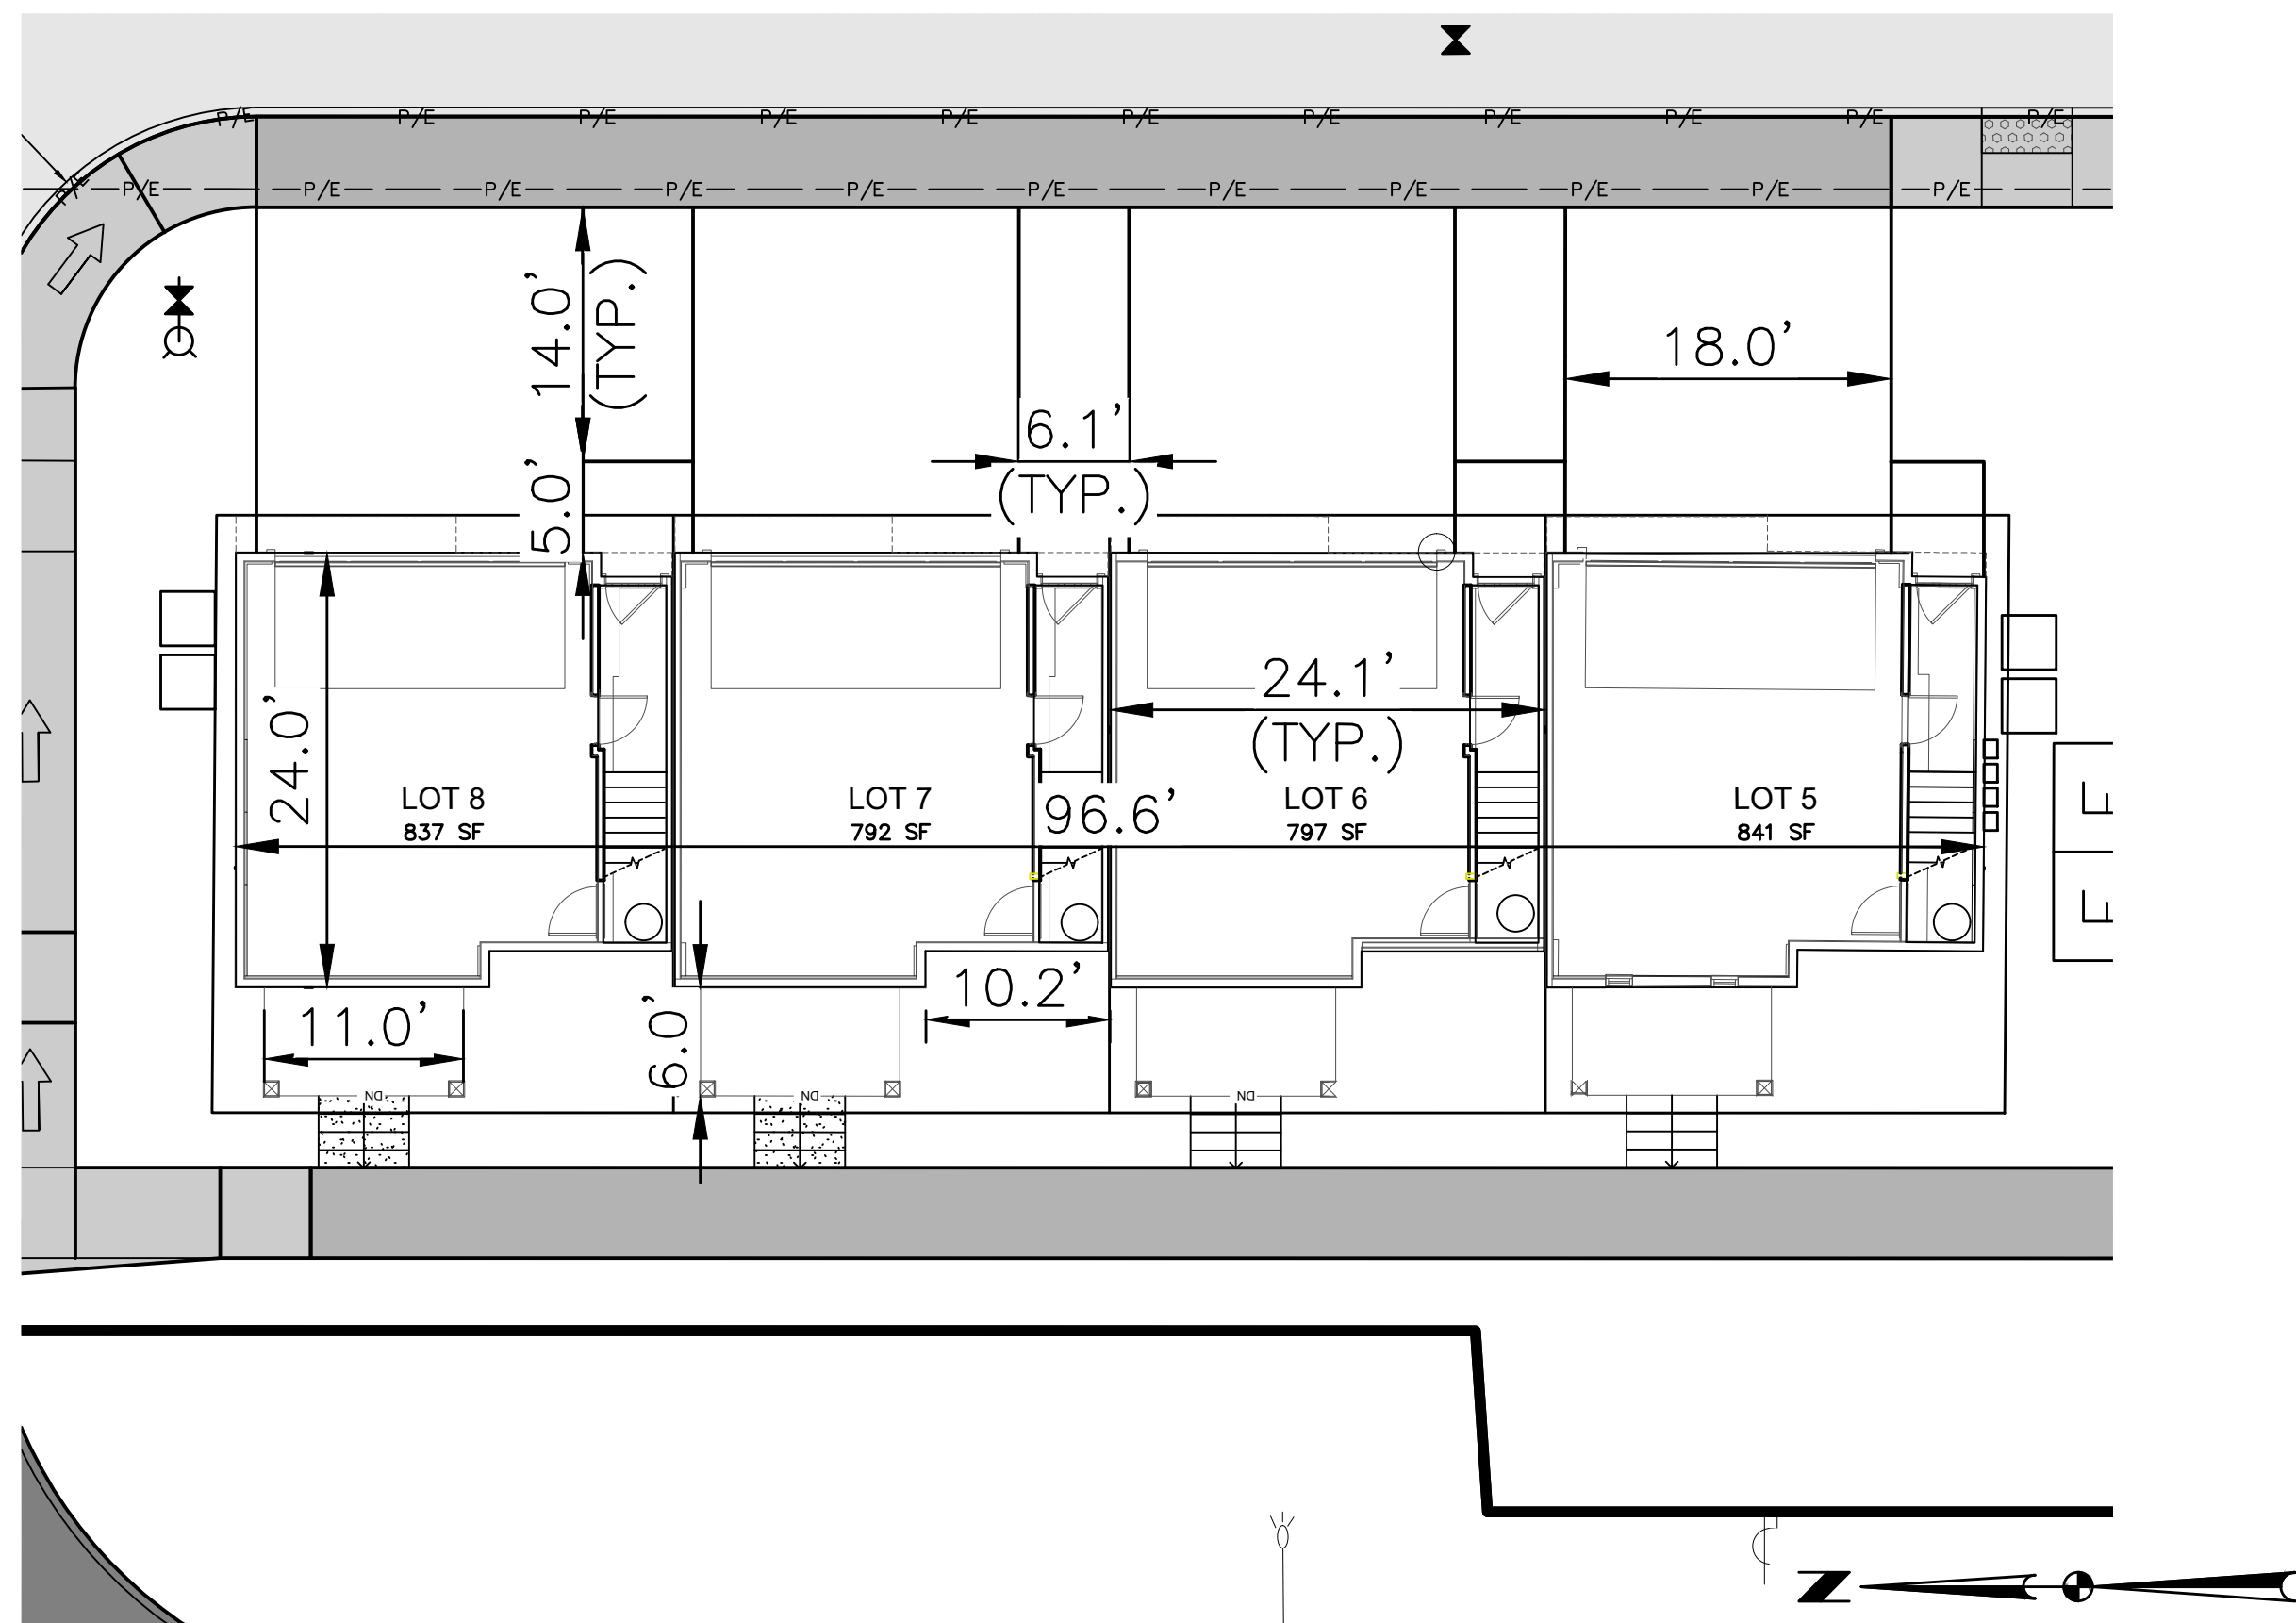 P/E P/E P/E P/E P/E P/E P/E P/E P/E P/E P/E
P/E P/E P/E P/E P/E P/E P/E P/E P/E P/E P/E
14.0'
(TYP.)
18.0'
6.1'
(TYP.)
5.0'
24.1'
(TYP.)
24.0'
LOT 8
837 SF
LOT 7
792 SF
96.6'
LOT 6
797 SF
LOT 5
841 SF
11.0'
6.0'
10.2'
DN DN DN
N